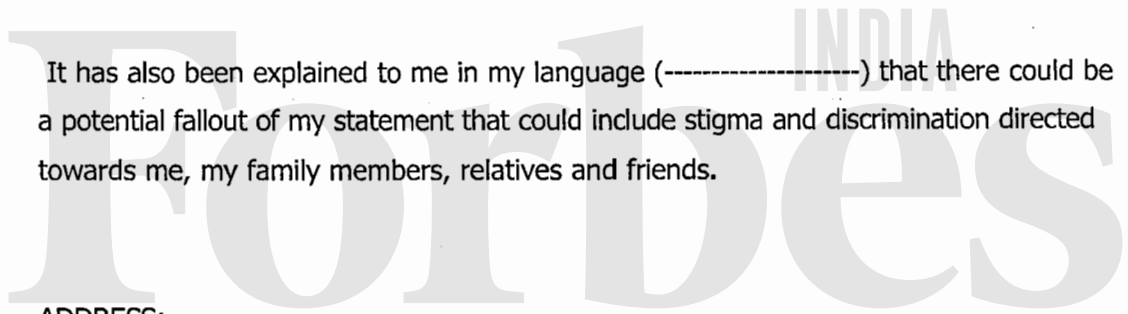 Forbes
INDIA
It has also been explained to me in my language (---------------------) that there could be
a potential fallout of my statement that could include stigma and discrimination directed
towards me, my family members, relatives and friends.
ADDRESS: